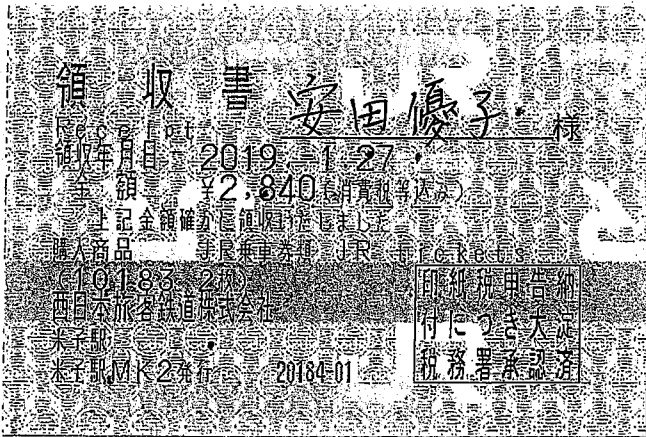 領収書 安田優子 様
Receipt
領収年月日 2019. 1.27
金額 ¥2,840(消費税等込み)
上記金額確かに領収いたしました
購入商品 JR乗車券類 JR tickets
(10183 2枚)
西日本旅客鉄道株式会社
米子駅
米子駅MK2発行 20184-01
印紙税申告納
付につき大淀
税務署承認済